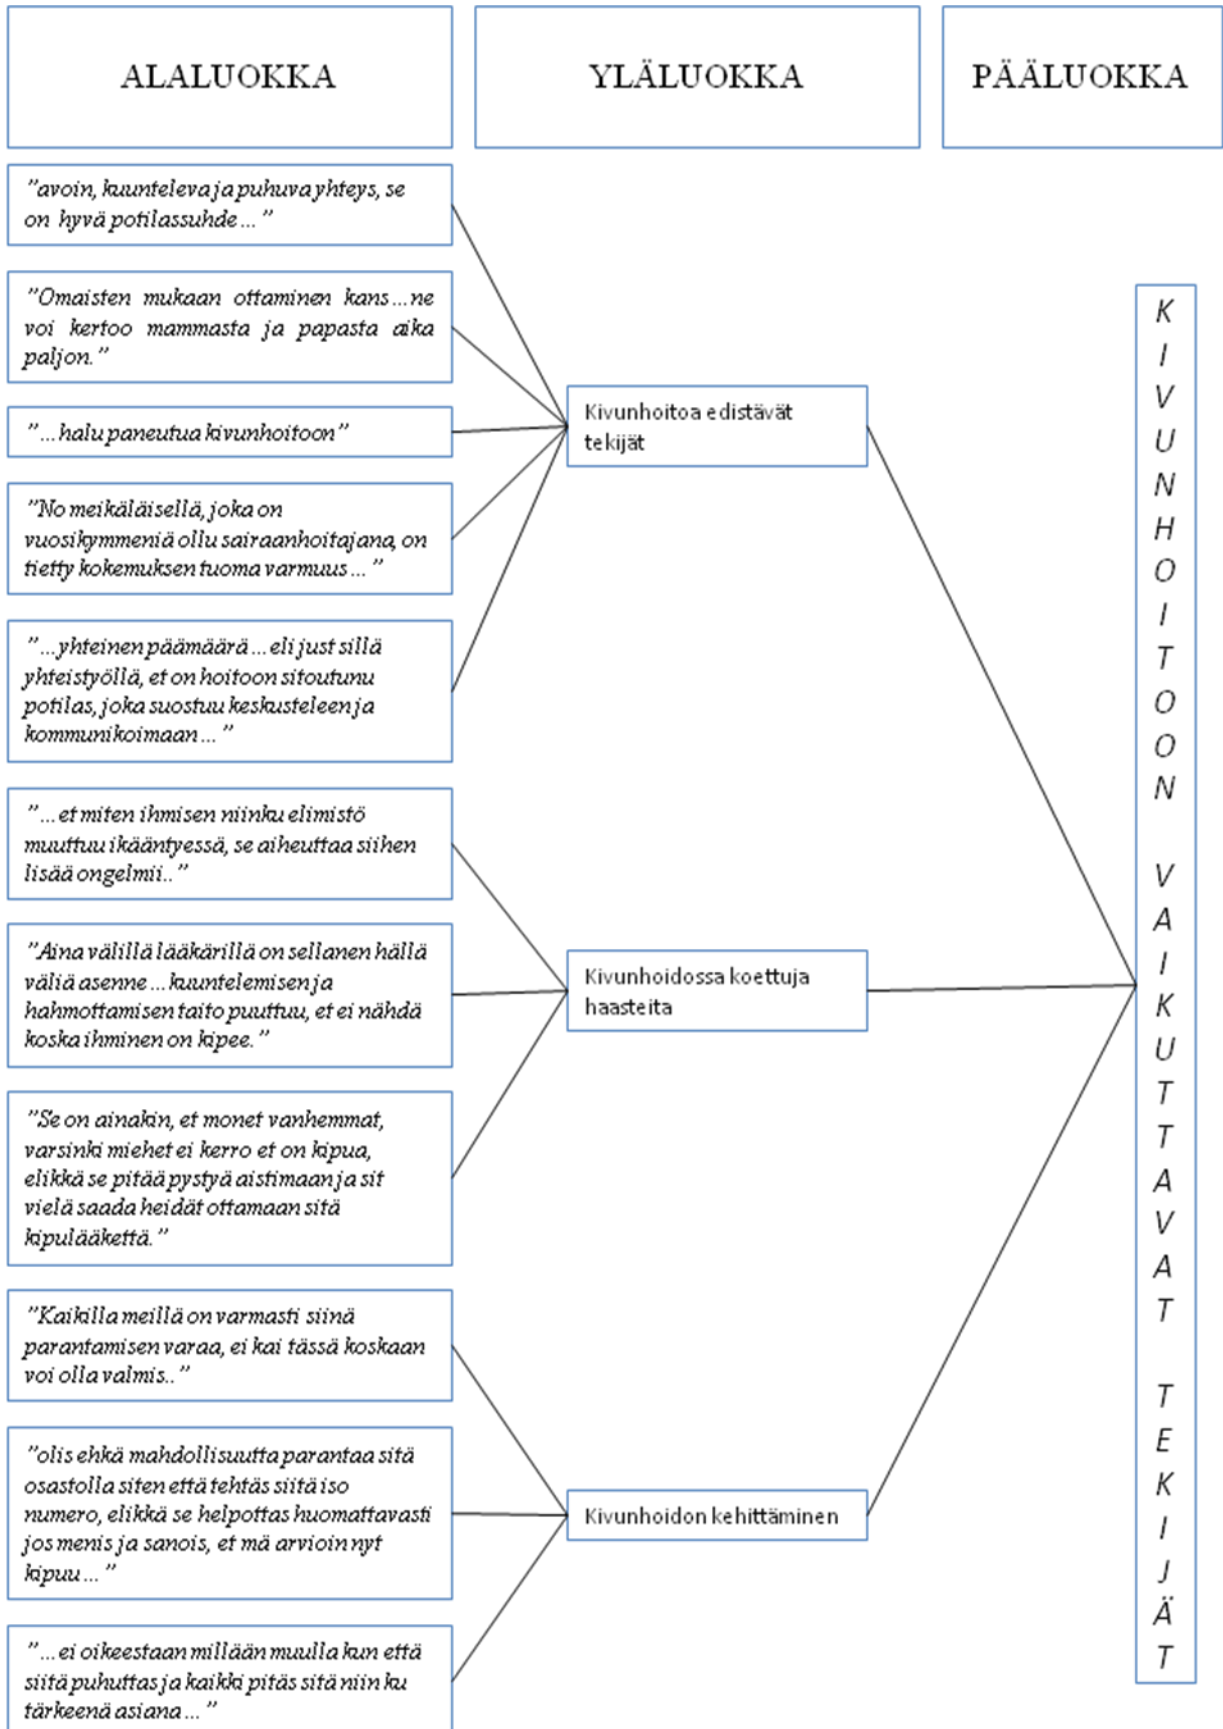 ALALUOKKA
YLÄLUOKKA
PÄÄLUOKKA
"avoin, kuunteleva ja puhuva yhteys, se
on hyvä potilassuhde..."
"Omaisten mukaan ottaminen kans...ne
voi kertoo mammasta ja papasta aika
paljon."
"...halu paneutua kivunhoitoon"
"No meikäläisellä, joka on
vuosikymmeniä ollu sairaanhoitajana, on
tietty kokemuksen tuoma varmuus..."
"...yhteinen päämäärä...eli just sillä
yhteistyöllä, et on hoitoon sitoutunu
potilas, joka suostuu keskusteleen ja
kommunikoimaan..."
Kivunhoitoa edistävät
tekijät
"...et miten ihmisen niinku elimistö
muuttuu ikääntyessä, se aiheuttaa siihen
lisää ongelmii.."
"Aina välillä lääkärillä on sellanen hällä
väliä asenne...kuuntelemisen ja
hahmottamisen taito puuttuu, et ei nähdä
koska ihminen on kipee."
"Se on ainakin, et monet vanhemmat,
varsinki miehet ei kerro et on kipua,
elikkä se pitää pystyä aistimaan ja sit
vielä saada heidät ottamaan sitä
kipulääkettä."
Kivunhoidossa koettuja
haasteita
"Kaikilla meillä on varmasti siinä
parantamisen varaa, ei kai tässä koskaan
voi olla valmis.."
"olis ehkä mahdollisuutta parantaa sitä
osastolla siten että tehtäs siitä iso
numero, elikkä se helpottas huomattavasti
jos menis ja sanois, et mä arvioin nyt
kipuu..."
"...ei oikeestaan millään muulla kun että
siitä puhuttas ja kaikki pitäs sitä niin ku
tärkeenä asiana..."
Kivunhoidon kehittäminen
KIVUNHOITOON VAIKUTTAVAT TEKIJÄT